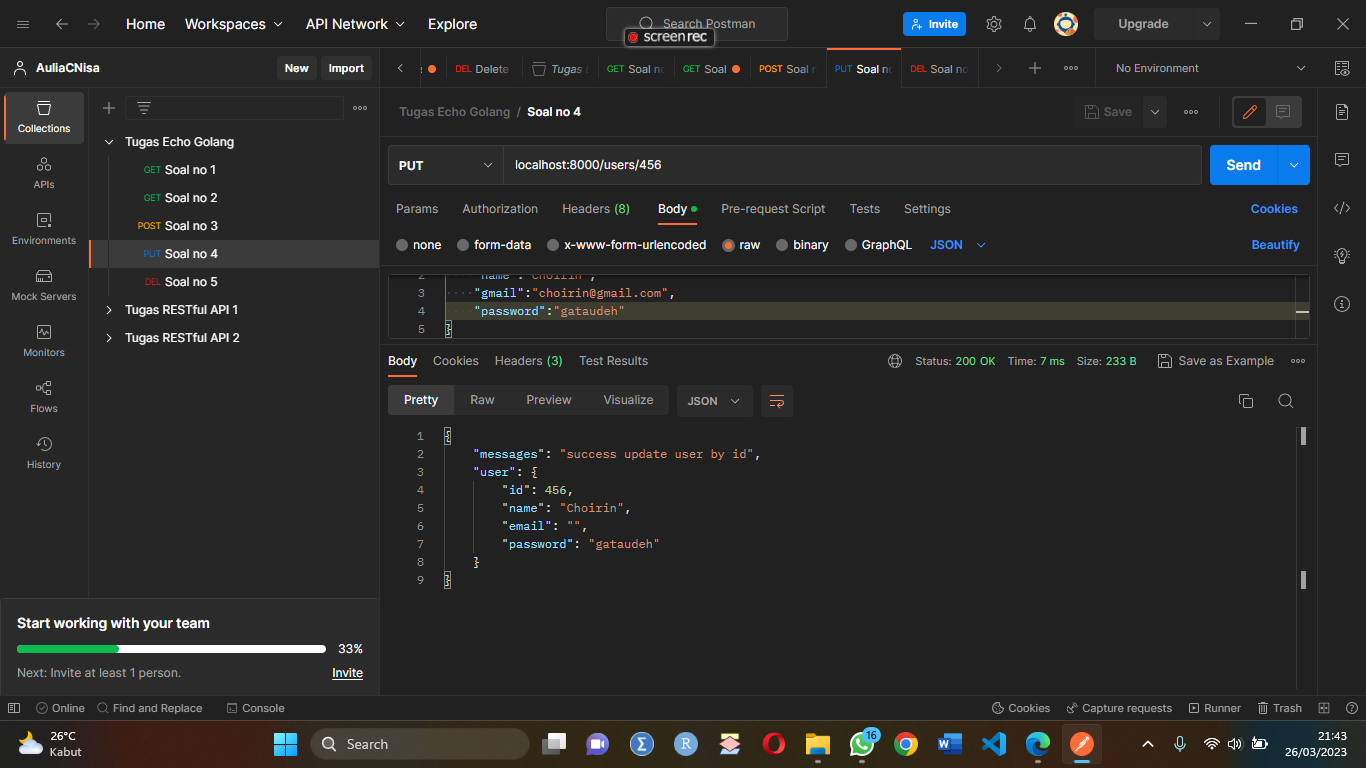 Home Workspaces API Network Explore Search Postman Invite Upgrade
screenrec
AuliaCNisa New Import DEL Delete Tugas GET Soal no GET Soal POST Soal n PUT Soal no DEL Soal no No Environment
Tugas Echo Golang / Soal no 4 Save
Collections
APIs
Environments
Mock Servers
Monitors
Flows
History
Tugas Echo Golang
GET Soal no 1
GET Soal no 2
POST Soal no 3
PUT Soal no 4
DEL Soal no 5
Tugas RESTful API 1
Tugas RESTful API 2
PUT localhost:8000/users/456 Send
Params Authorization Headers (8) Body Pre-request Script Tests Settings Cookies
none form-data x-www-form-urlencoded raw binary GraphQL JSON Beautify
2 "name":"Choirin",
3 "gmail":"choirin@gmail.com",
4 "password":"gataudeh"
5 }
Body Cookies Headers (3) Test Results Status: 200 OK Time: 7 ms Size: 233 B Save as Example
Pretty Raw Preview Visualize JSON
1 {
2 "messages": "success update user by id",
3 "user": {
4 "id": 456,
5 "name": "Choirin",
6 "email": "",
7 "password": "gataudeh"
8 }
9 }
Start working with your team
33%
Next: Invite at least 1 person. Invite
Online Find and Replace Console Cookies Capture requests Runner Trash
26°C
Kabut
Search
16
21:43
26/03/2023